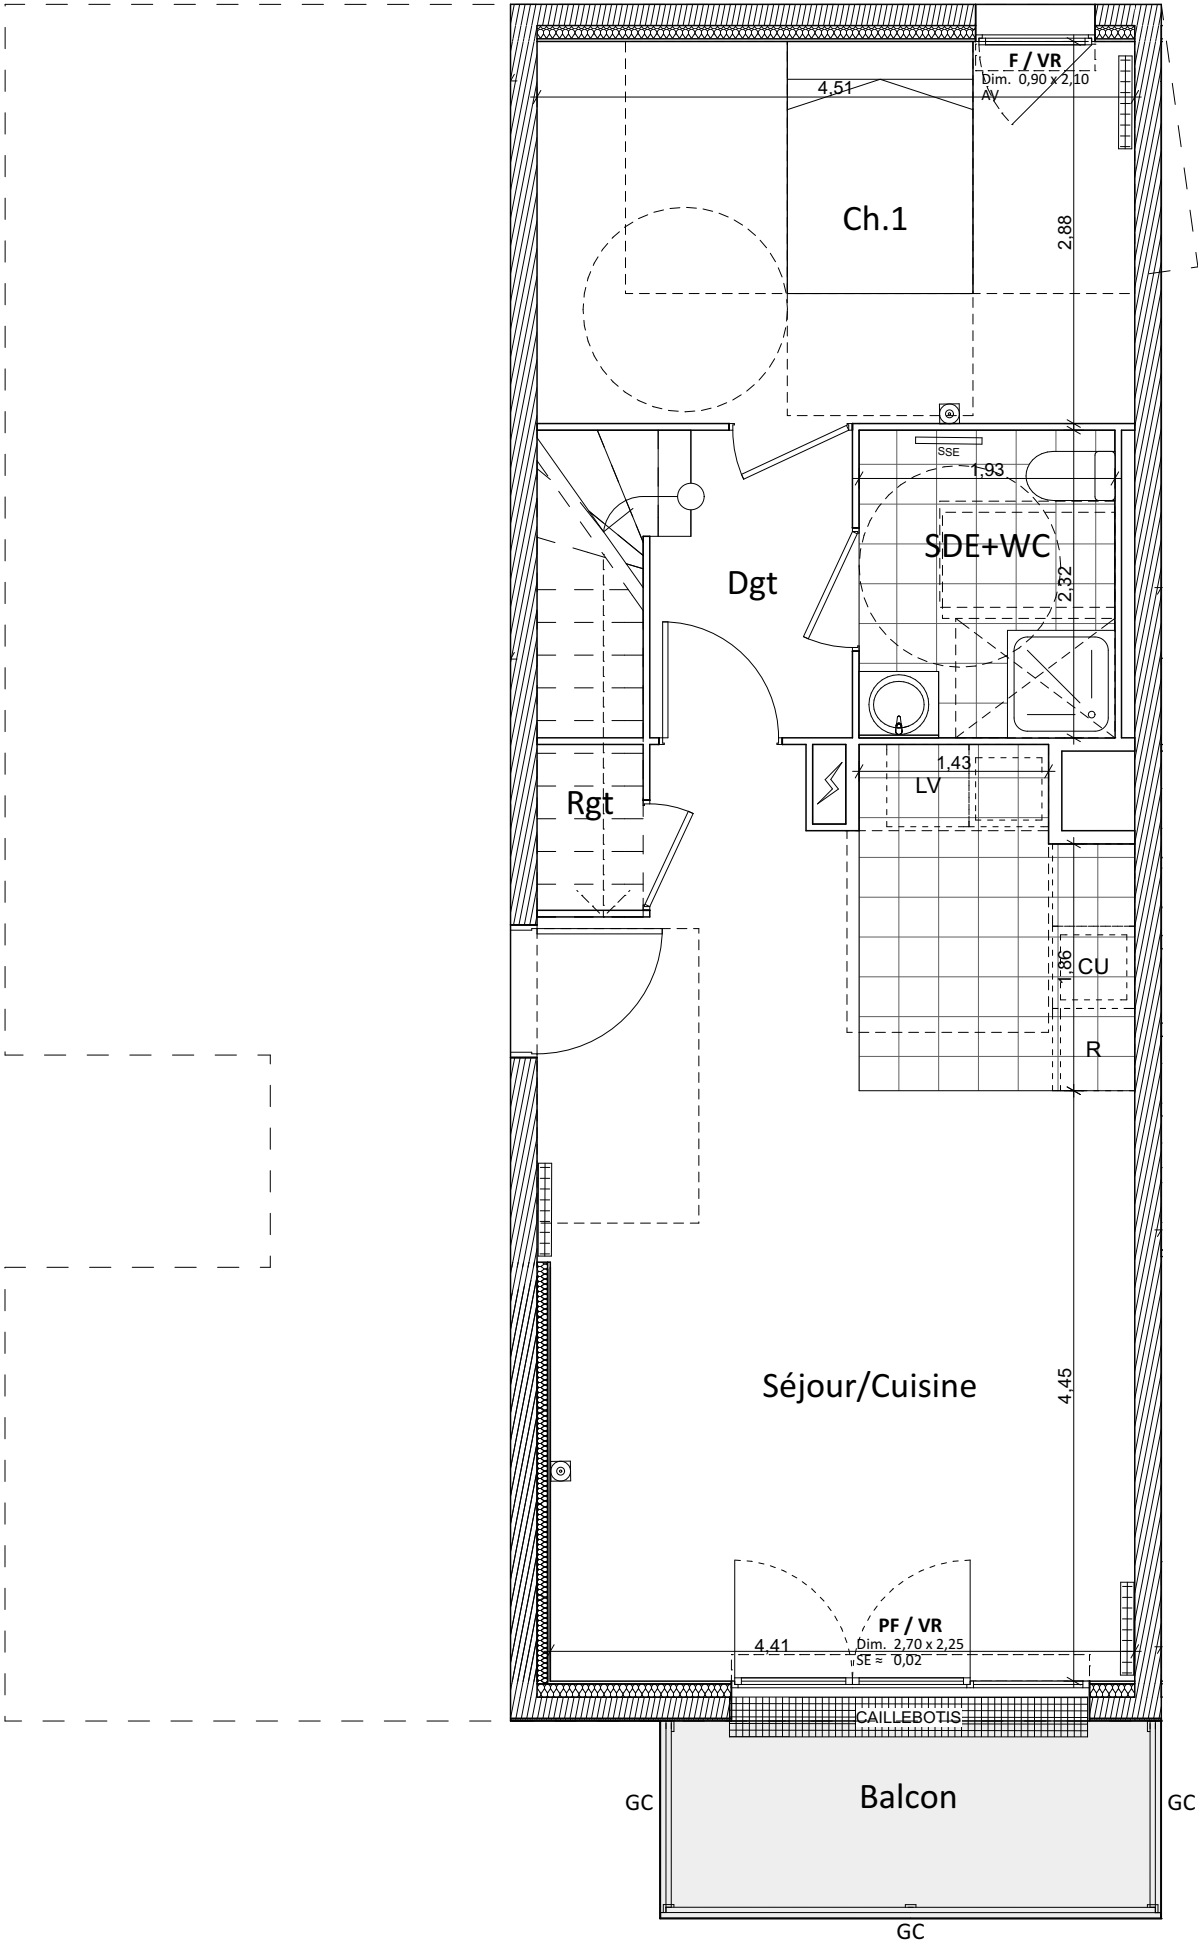 F / VR
Dim. 0,90 x 2,10
AV
4,51
Ch.1
2,88
SSE
1,93
SDE+WC
2,32
Dgt
1,43
LV
Rgt
1,86
CU
R
Séjour/Cuisine
4,45
PF / VR
4,41
Dim. 2,70 x 2,25
SE ≈ 0,02
CAILLEBOTIS
Balcon
GC
GC
GC